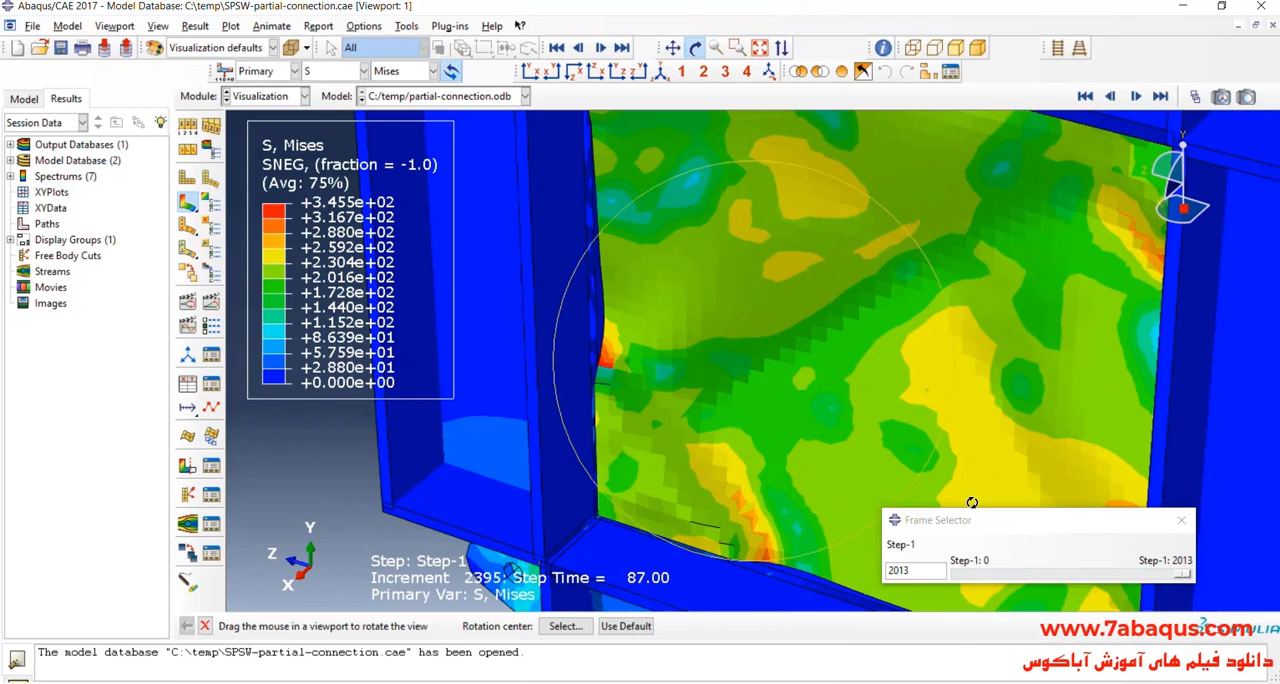 Abaqus/CAE 2017 - Model Database: C:\temp\SPSW-partial-connection.cae [Viewport: 1]
File Model Viewport View Result Plot Animate Report Options Tools Plug-ins Help
Visualization defaults All
Primary S Mises
1 2 3 4
Model Results Module: Visualization Model: C:/temp/partial-connection.odb
Session Data
Output Databases (1)
Model Database (2)
Spectrums (7)
XYPlots
XYData
Paths
Display Groups (1)
Free Body Cuts
Streams
Movies
Images
S, Mises
SNEG, (fraction = -1.0)
(Avg: 75%)
+3.455e+02
+3.167e+02
+2.880e+02
+2.592e+02
+2.304e+02
+2.016e+02
+1.728e+02
+1.440e+02
+1.152e+02
+8.639e+01
+5.759e+01
+2.880e+01
+0.000e+00
Y
Z
Y
Z
X
Step: Step-1
Increment 2395: Step Time = 87.00
Primary Var: S, Mises
Frame Selector
Step-1
Step-1: 0 Step-1: 2013
2013
Drag the mouse in a viewport to rotate the view Rotation center: Select... Use Default
www.7abaqus.com
دانلود فیلم های آموزش آباکوس
The model database "C:\temp\SPSW-partial-connection.cae" has been opened.